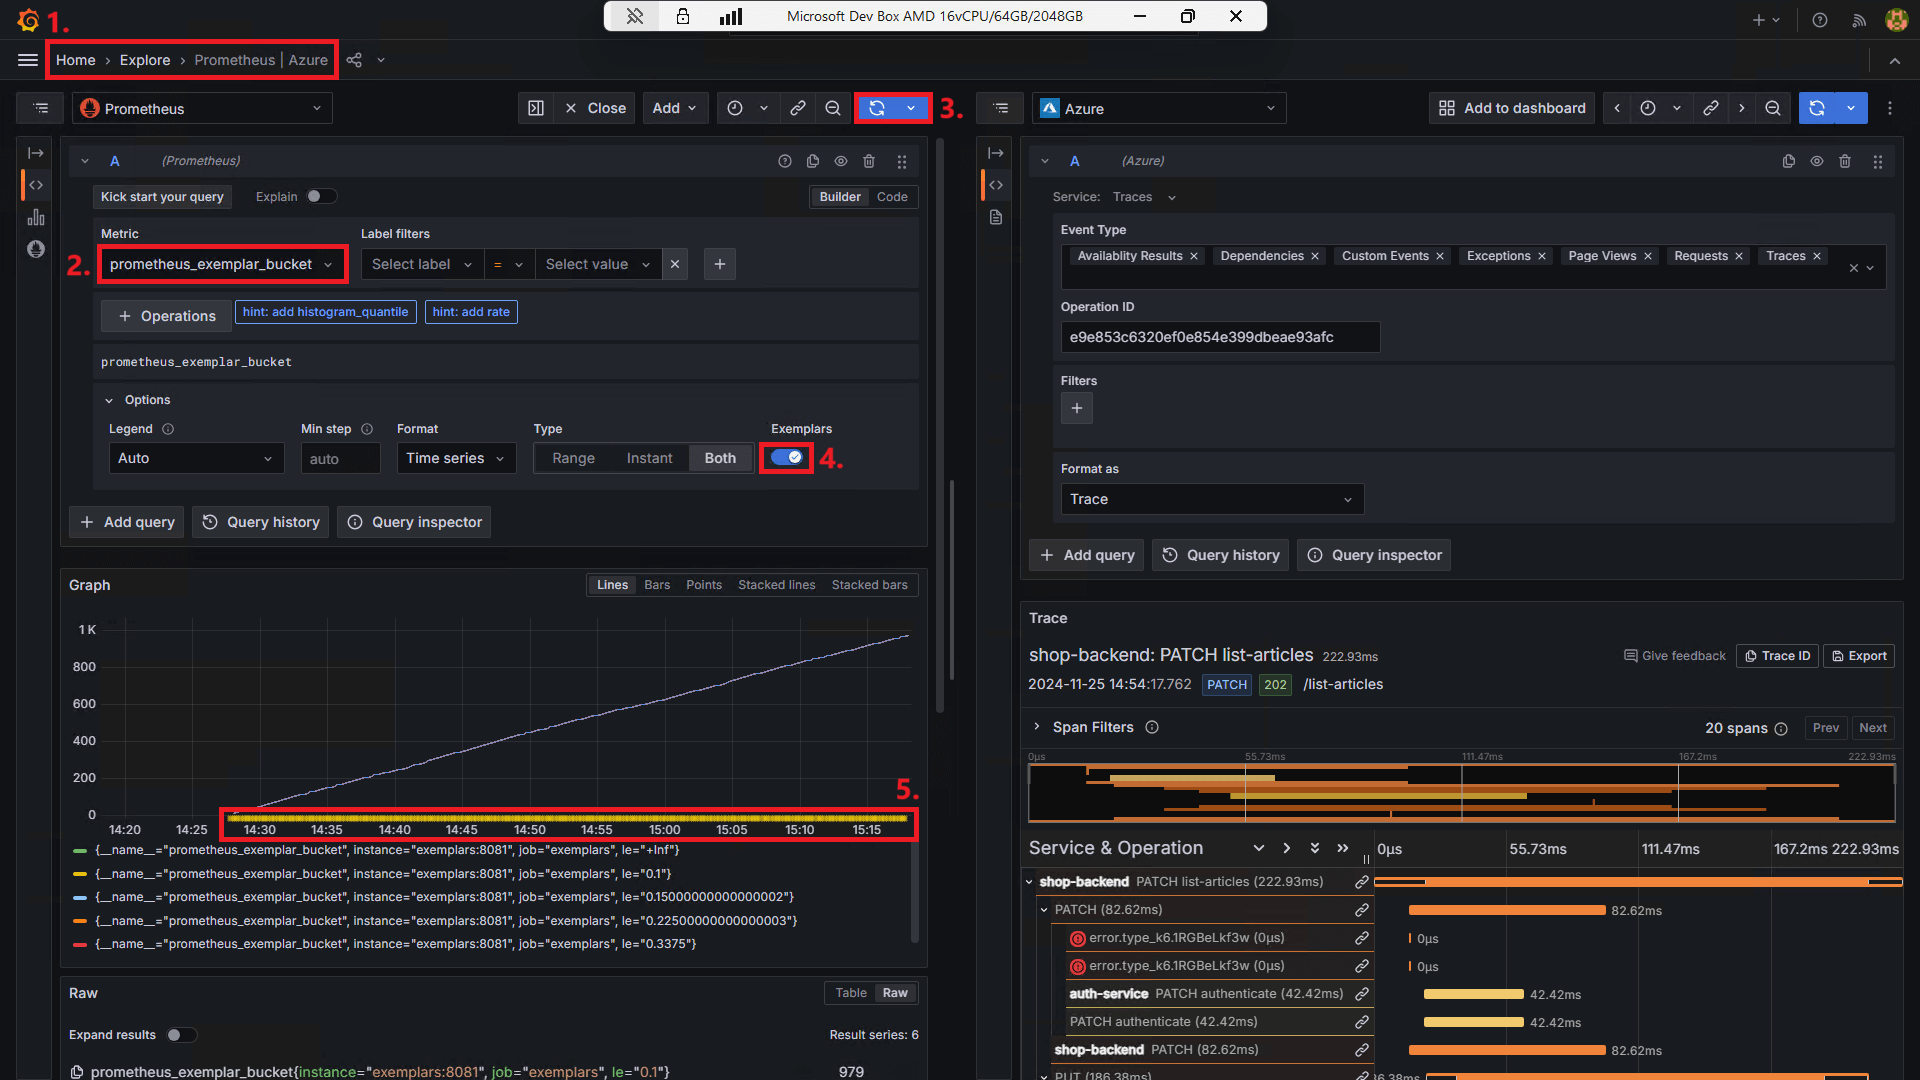 1.
Microsoft Dev Box AMD 16vCPU/64GB/2048GB
Home › Explore › Prometheus | Azure
Prometheus
Close
Add
3.
A (Prometheus)
Kick start your query
Explain
Builder
Code
Metric
Label filters
2.
prometheus_exemplar_bucket
Select label
=
Select value
+ Operations
hint: add histogram_quantile
hint: add rate
prometheus_exemplar_bucket
Options
Legend
Min step
Format
Type
Exemplars
Auto
auto
Time series
Range
Instant
Both
4.
+ Add query
Query history
Query inspector
Graph
Lines
Bars
Points
Stacked lines
Stacked bars
1 K
800
600
400
200
0
5.
14:20 14:25 14:30 14:35 14:40 14:45 14:50 14:55 15:00 15:05 15:10 15:15
{__name__="prometheus_exemplar_bucket", instance="exemplars:8081", job="exemplars", le="+Inf"}
{__name__="prometheus_exemplar_bucket", instance="exemplars:8081", job="exemplars", le="0.1"}
{__name__="prometheus_exemplar_bucket", instance="exemplars:8081", job="exemplars", le="0.15000000000000002"}
{__name__="prometheus_exemplar_bucket", instance="exemplars:8081", job="exemplars", le="0.22500000000000003"}
{__name__="prometheus_exemplar_bucket", instance="exemplars:8081", job="exemplars", le="0.3375"}
Raw
Table
Raw
Expand results
Result series: 6
prometheus_exemplar_bucket{instance="exemplars:8081", job="exemplars", le="0.1"}
979
Azure
Add to dashboard
A (Azure)
Service: Traces
Event Type
Availability Results
Dependencies
Custom Events
Exceptions
Page Views
Requests
Traces
Operation ID
e9e853c6320ef0e854e399dbeae93afc
Filters
Format as
Trace
+ Add query
Query history
Query inspector
Trace
shop-backend: PATCH list-articles 222.93ms
Give feedback
Trace ID
Export
2024-11-25 14:54:17.762 PATCH 202 /list-articles
Span Filters
20 spans
Prev
Next
0μs 55.73ms 111.47ms 167.2ms 222.93ms
Service & Operation
0μs 55.73ms 111.47ms 167.2ms 222.93ms
shop-backend PATCH list-articles (222.93ms)
PATCH (82.62ms)
82.62ms
error.type_k6.1RGBeLkf3w (0μs)
0μs
error.type_k6.1RGBeLkf3w (0μs)
0μs
auth-service PATCH authenticate (42.42ms)
42.42ms
PATCH authenticate (42.42ms)
42.42ms
shop-backend PATCH (82.62ms)
82.62ms
PUT (186.38ms)